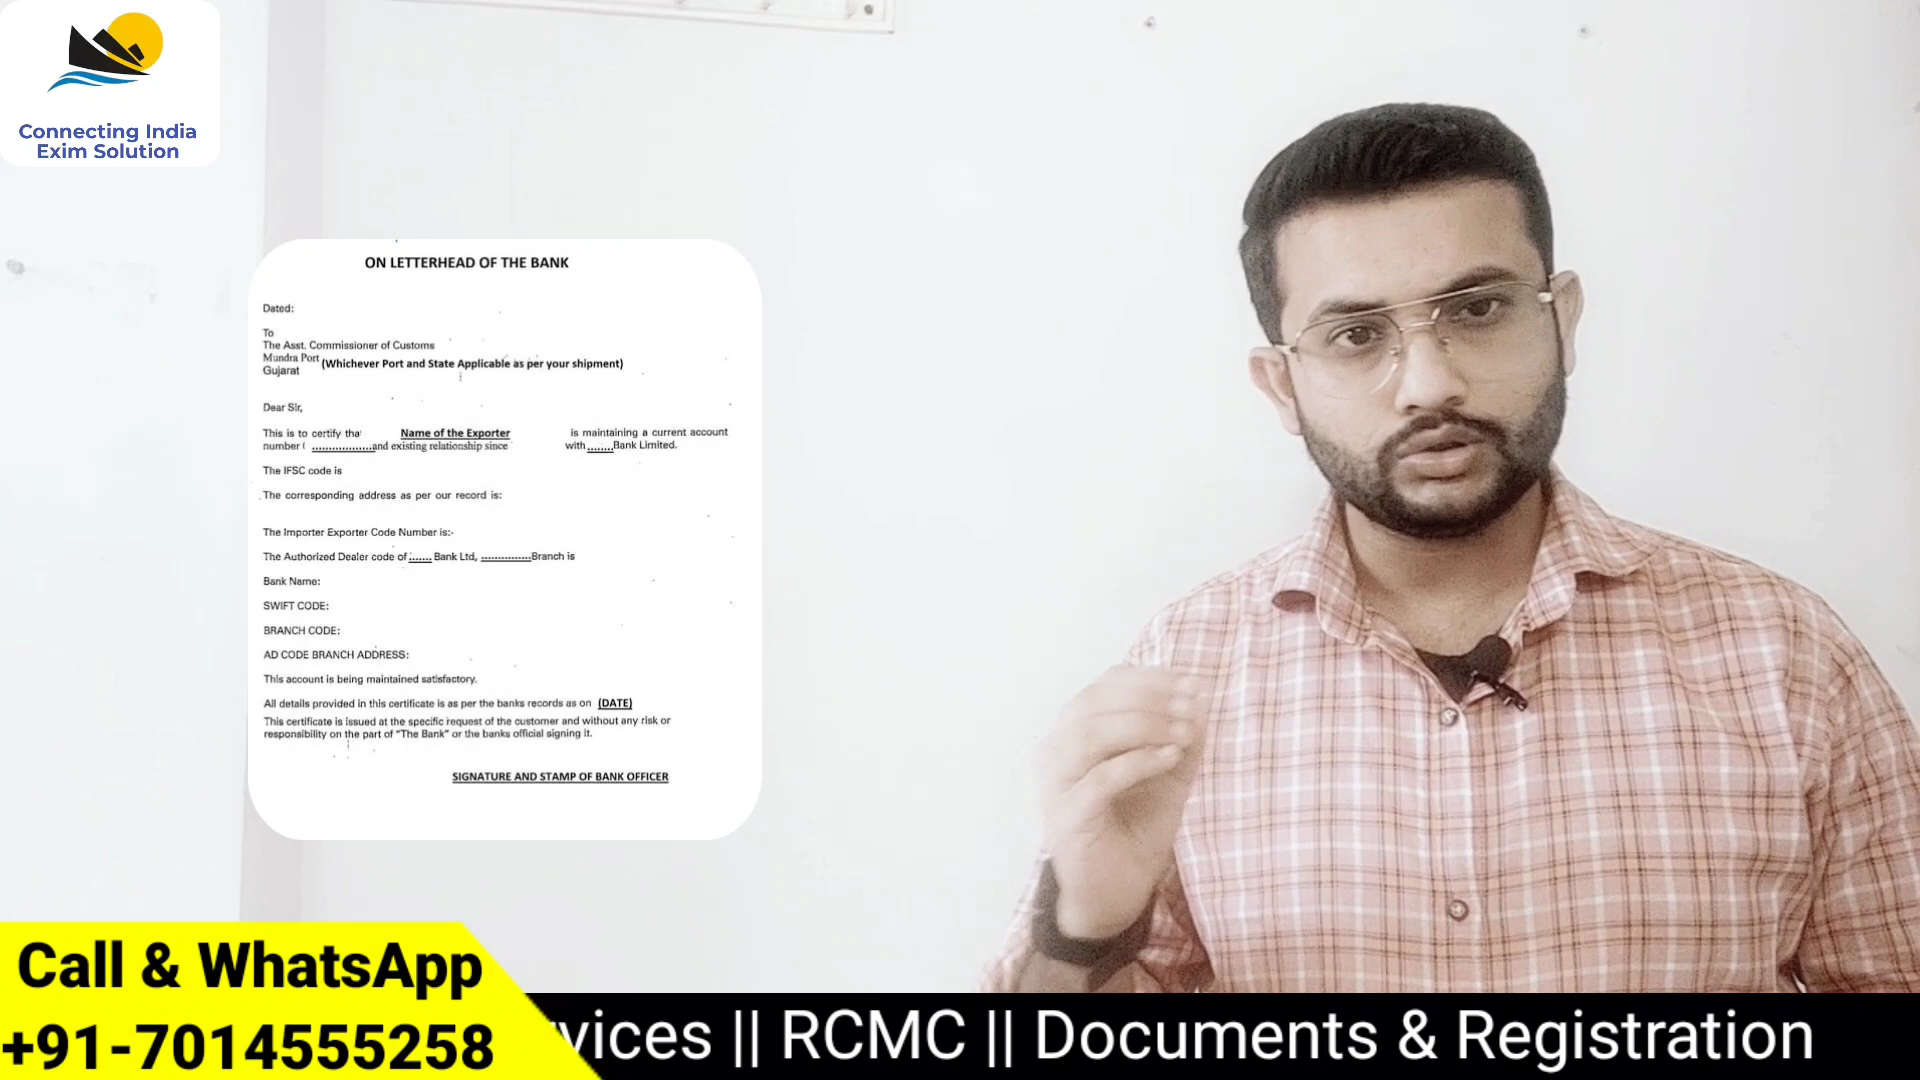 Connecting India
Exim Solution
ON LETTERHEAD OF THE BANK
Dated:
To
The Asst. Commissioner of Customs
Mundra Port
(Whichever Port and State Applicable as per your shipment)
Gujarat
Dear Sir,
This is to certify that Name of the Exporter is maintaining a current account
number ( ..................and existing relationship since with ........Bank Limited.
The IFSC code is
The corresponding address as per our record is:
The Importer Exporter Code Number is:-
The Authorized Dealer code of ....... Bank Ltd, ...............Branch is
Bank Name:
SWIFT CODE:
BRANCH CODE:
AD CODE BRANCH ADDRESS:
This account is being maintained satisfactory.
All details provided in this certificate is as per the banks records as on (DATE)
This certificate is issued at the specific request of the customer and without any risk or
responsibility on the part of "The Bank" or the banks official signing it.
SIGNATURE AND STAMP OF BANK OFFICER
Call & WhatsApp
+91-7014555258
vices || RCMC || Documents & Registration